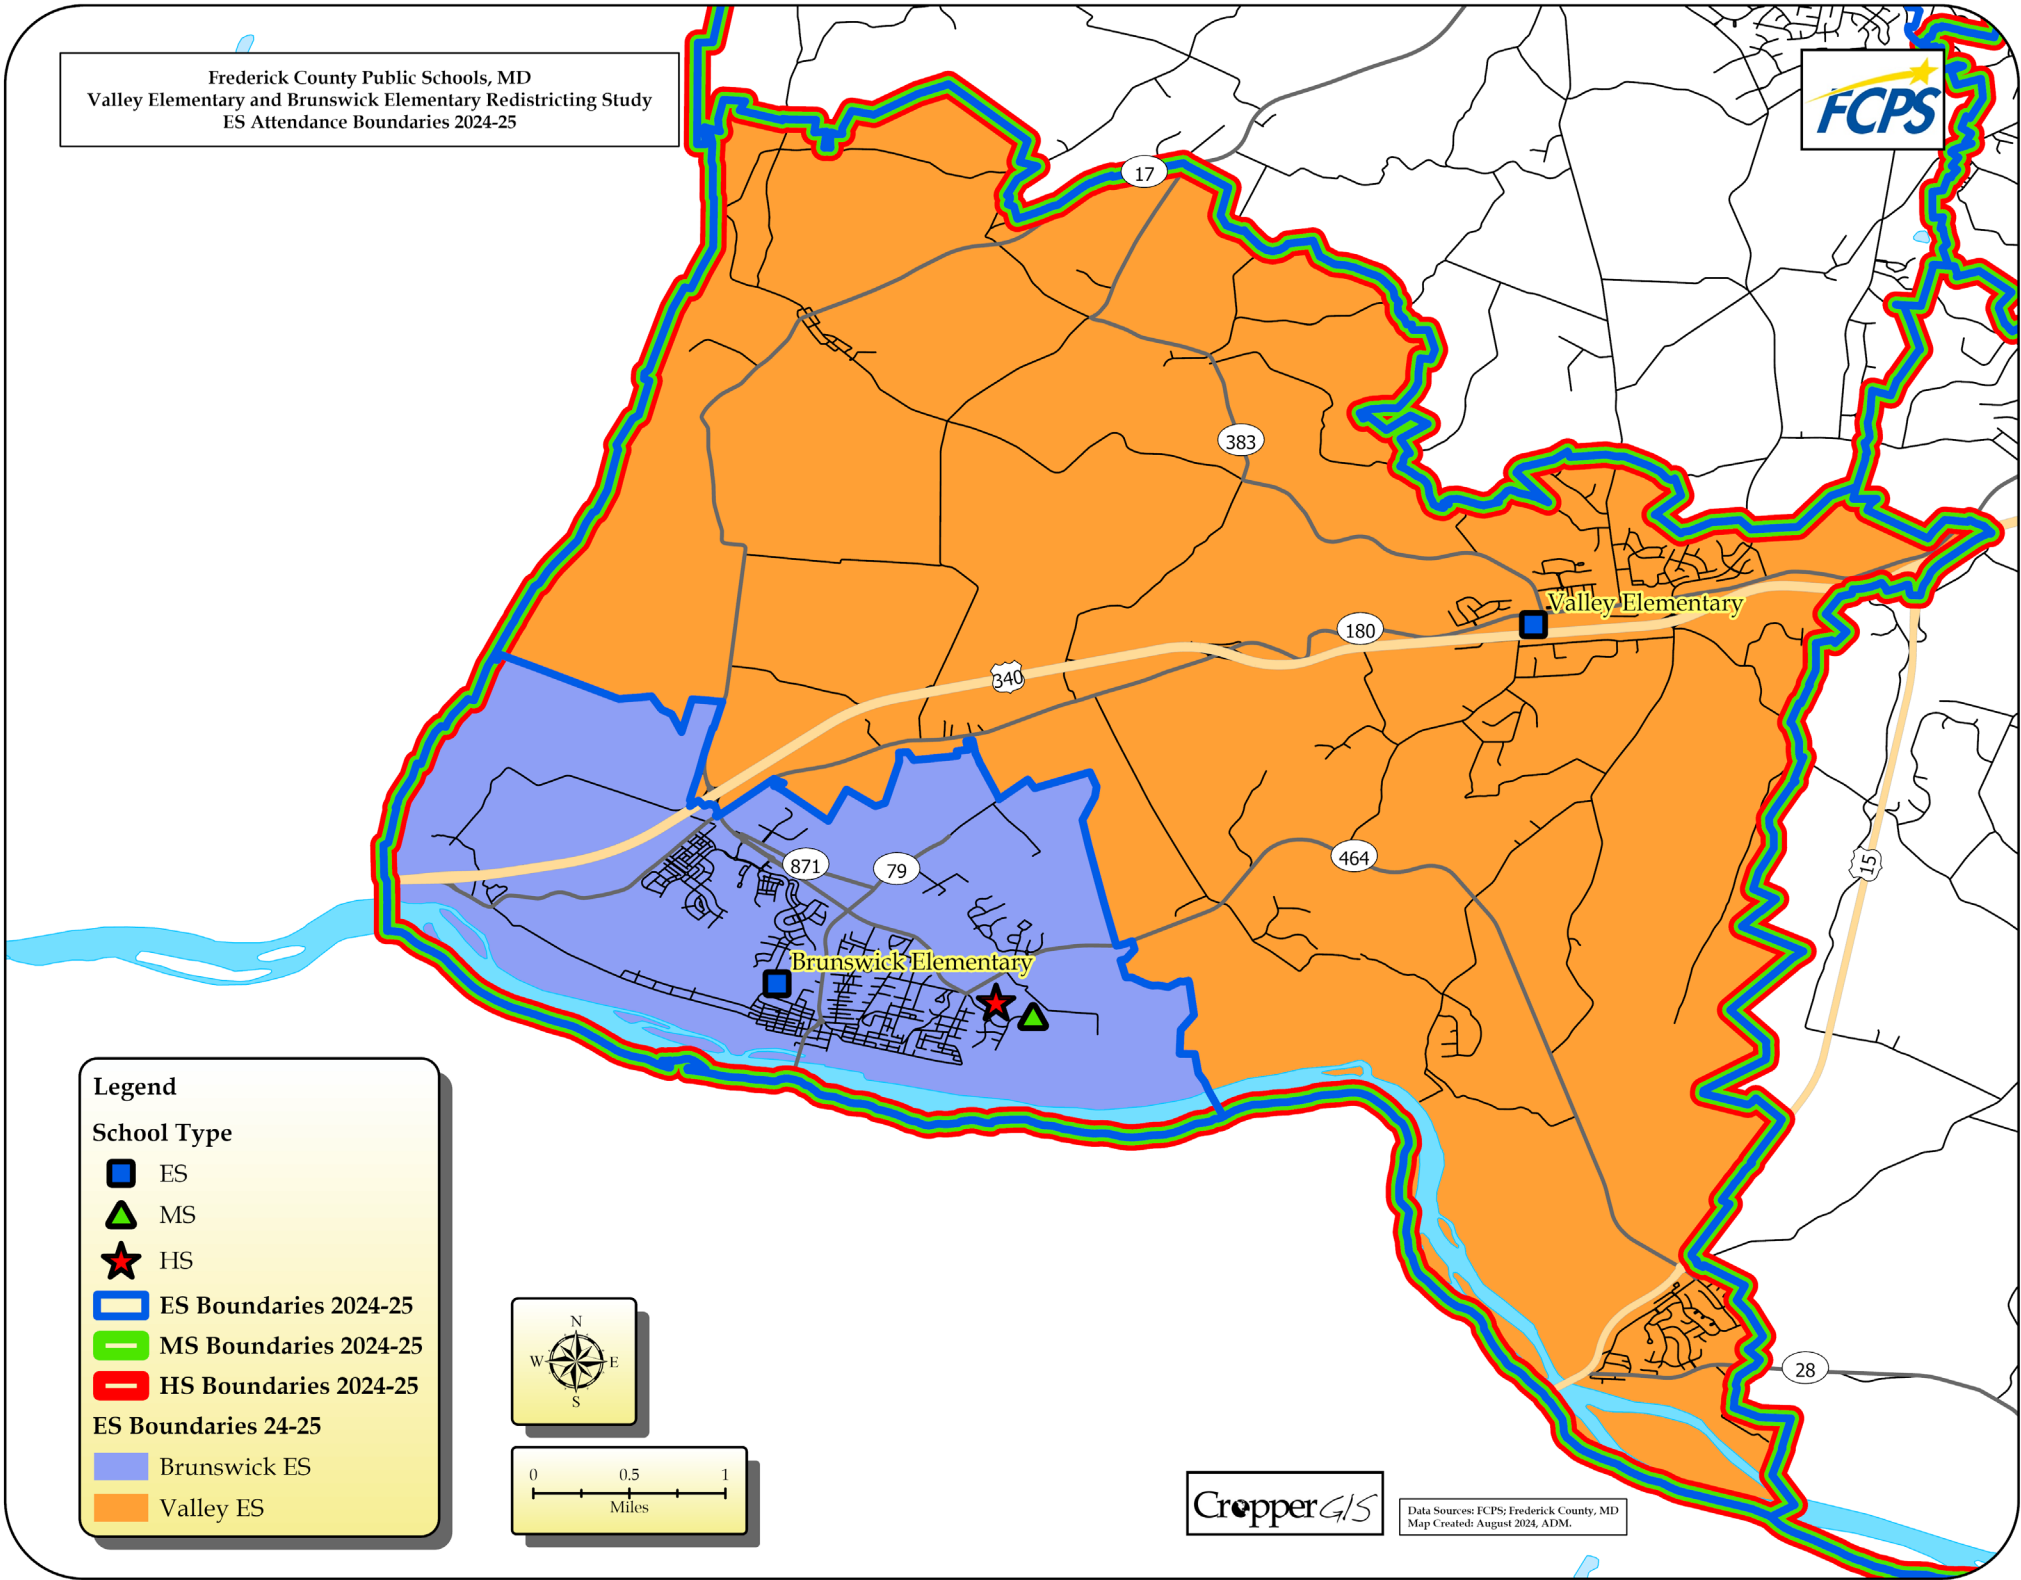 Frederick County Public Schools, MD
Valley Elementary and Brunswick Elementary Redistricting Study
ES Attendance Boundaries 2024-25
FCPS
17
383
Valley Elementary
180
340
15
871
79
464
Brunswick Elementary
28
Legend
School Type
ES
MS
HS
ES Boundaries 2024-25
MS Boundaries 2024-25
HS Boundaries 2024-25
ES Boundaries 24-25
Brunswick ES
Valley ES
N
W E
S
0 0.5 1
Miles
Cropper GIS
Data Sources: FCPS; Frederick County, MD
Map Created: August 2024, ADM.